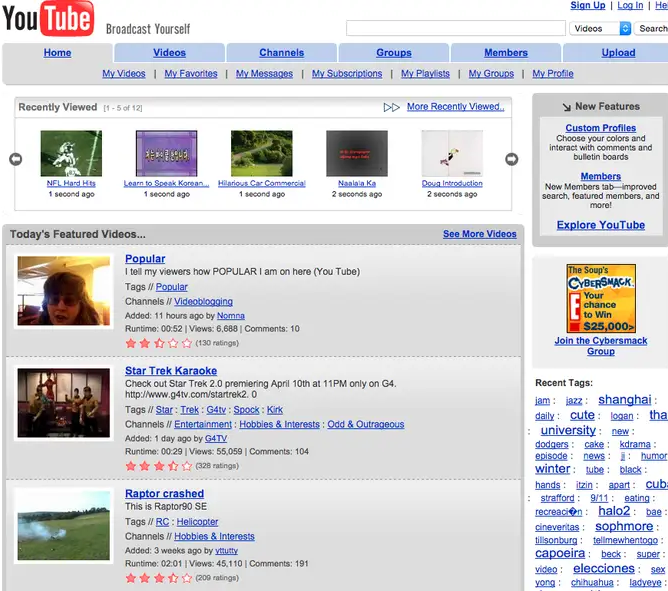 YouTube
Broadcast Yourself
Sign Up | Log In | He
Videos
Search
Home
Videos
Channels
Groups
Members
Upload
My Videos | My Favorites | My Messages | My Subscriptions | My Playlists | My Groups | My Profile
Recently Viewed [1 - 5 of 12]
More Recently Viewed..
NFL Hard Hits
1 second ago
Learn to Speak Korean...
1 second ago
Hilarious Car Commercial
1 second ago
Naalaia Ka
2 seconds ago
Doug Introduction
2 seconds ago
Today's Featured Videos...
See More Videos
Popular
I tell my viewers how POPULAR I am on here (You Tube)
Tags // Popular
Channels // Videoblogging
Added: 11 hours ago by Nomna
Runtime: 00:52 | Views: 6,688 | Comments: 10
(130 ratings)
Star Trek Karaoke
Check out Star Trek 2.0 premiering April 10th at 11PM only on G4.
http://www.g4tv.com/startrek2. 0
Tags // Star : Trek : G4tv : Spock : Kirk
Channels // Entertainment : Hobbies & Interests : Odd & Outrageous
Added: 1 day ago by G4TV
Runtime: 00:29 | Views: 55,059 | Comments: 104
(328 ratings)
Raptor crashed
This is Raptor90 SE
Tags // RC : Helicopter
Channels // Hobbies & Interests
Added: 3 weeks ago by vttutty
Runtime: 02:01 | Views: 45,110 | Comments: 191
(209 ratings)
New Features
Custom Profiles
Choose your colors and
interact with comments and
bulletin boards
Members
New Members tab—improved
search, featured members, and
more!
Explore YouTube
The Soup's
CYBERSMACK
E
Your
chance
to Win
$25,000>
Join the Cybersmack
Group
Recent Tags:
jam : jazz : shanghai :
daily : cute : logan : tha
: university : new :
dodgers : cake : kdrama :
episode : news : ji : humor
winter : tube : black :
hands : itzin : apart : cuba
: strafford : 9/11 : eating :
recreaci�n : halo2 : bae :
cineveritas : sophmore :
tillsonburg : tellmewhentogo :
capoeira : beck : super :
video : elecciones : sex
yong : chihuahua : ladyeye :